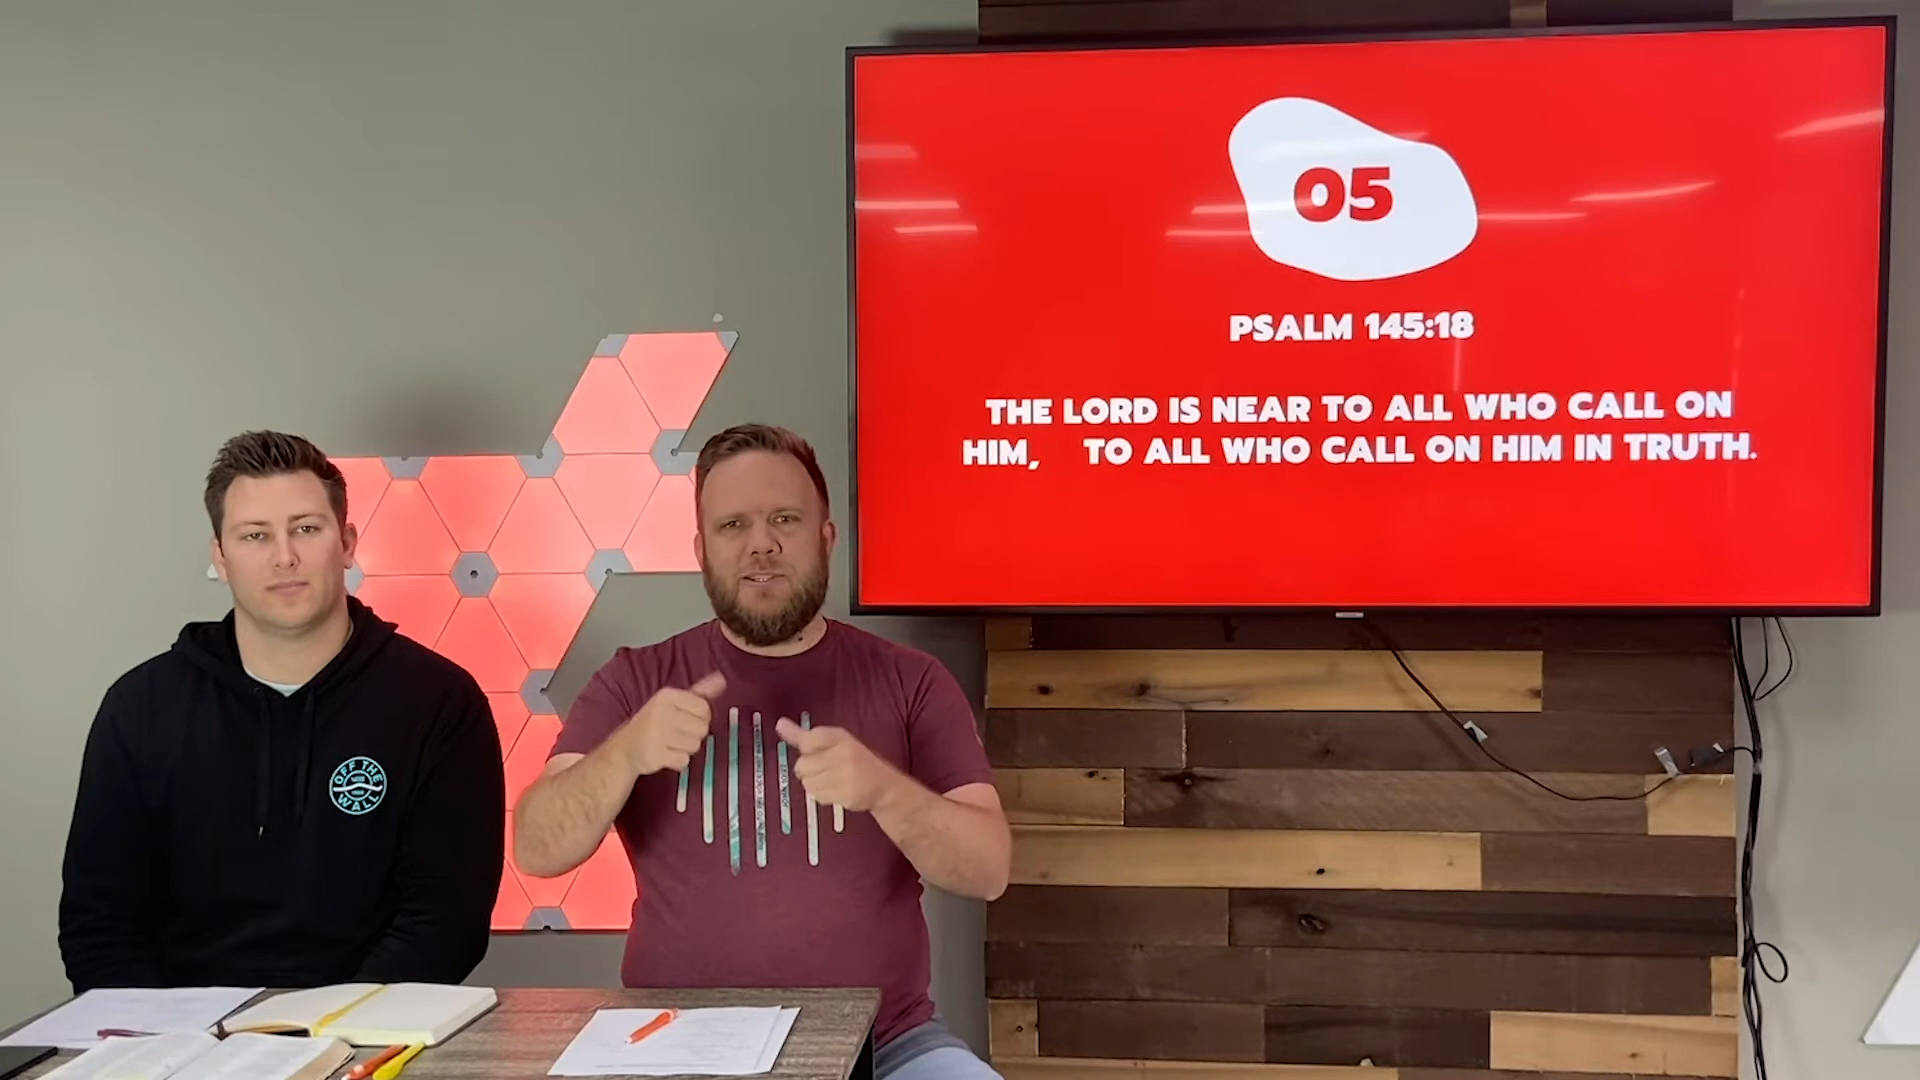 05
PSALM 145:18
THE LORD IS NEAR TO ALL WHO CALL ON
HIM, TO ALL WHO CALL ON HIM IN TRUTH.
OFF THE
WALL